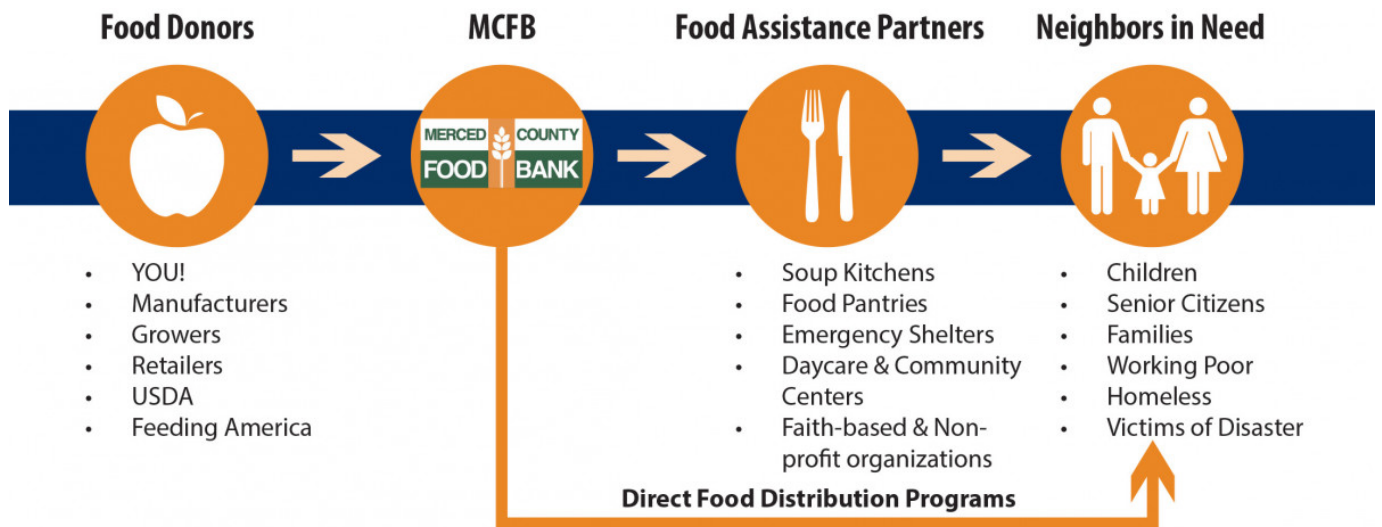 Food Donors
MCFB
Food Assistance Partners
Neighbors in Need
MERCED COUNTY
FOOD BANK
• YOU!
• Manufacturers
• Growers
• Retailers
• USDA
• Feeding America
• Soup Kitchens
• Food Pantries
• Emergency Shelters
• Daycare & Community
Centers
• Faith-based & Non-
profit organizations
• Children
• Senior Citizens
• Families
• Working Poor
• Homeless
• Victims of Disaster
Direct Food Distribution Programs